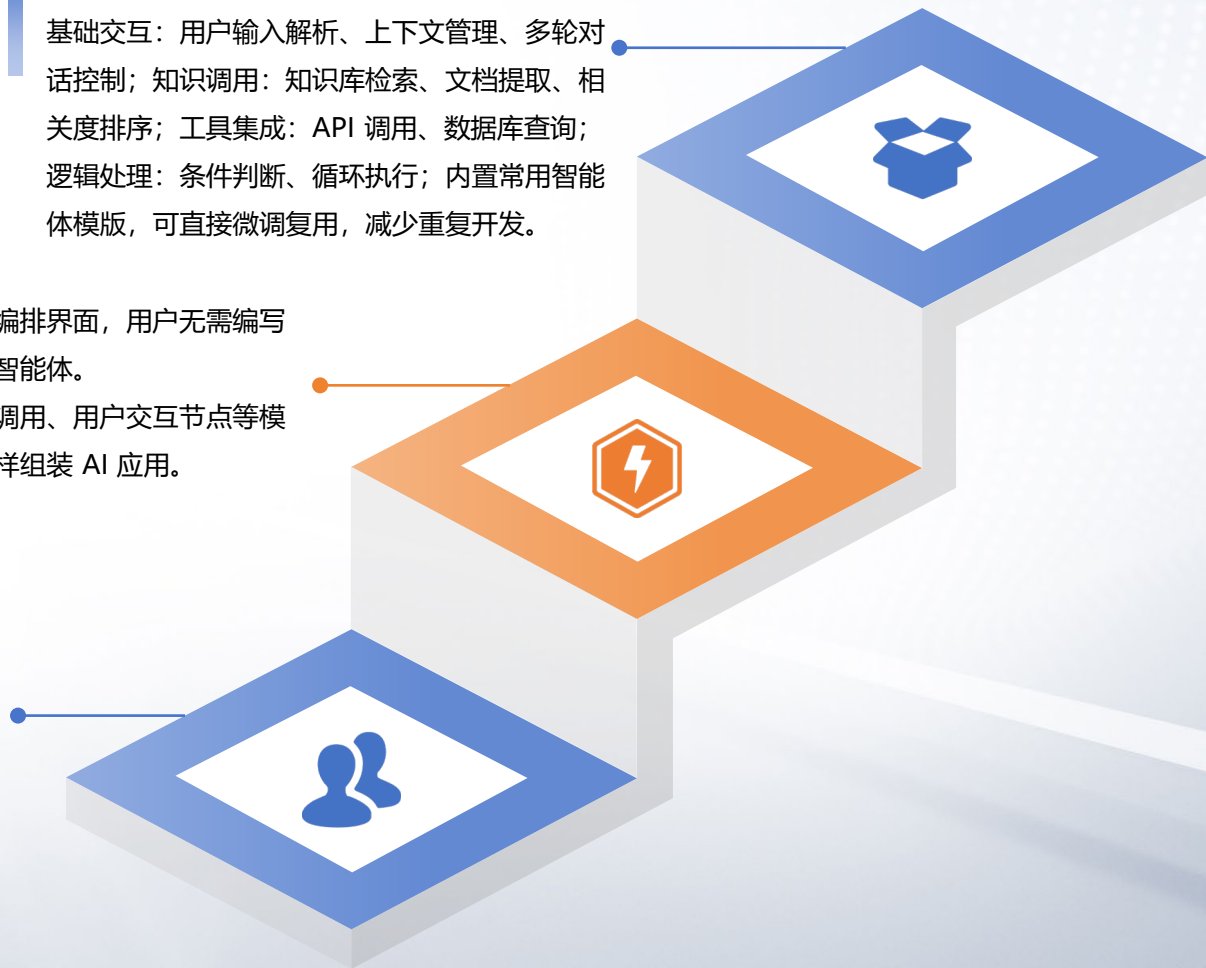 基础交互：用户输入解析、上下文管理、多轮对
话控制；知识调用：知识库检索、文档提取、相
关度排序；工具集成：API 调用、数据库查询；
逻辑处理：条件判断、循环执行；内置常用智能
体模版，可直接微调复用，减少重复开发。
编排界面，用户无需编写
智能体。
调用、用户交互节点等模
样组装 AI 应用。